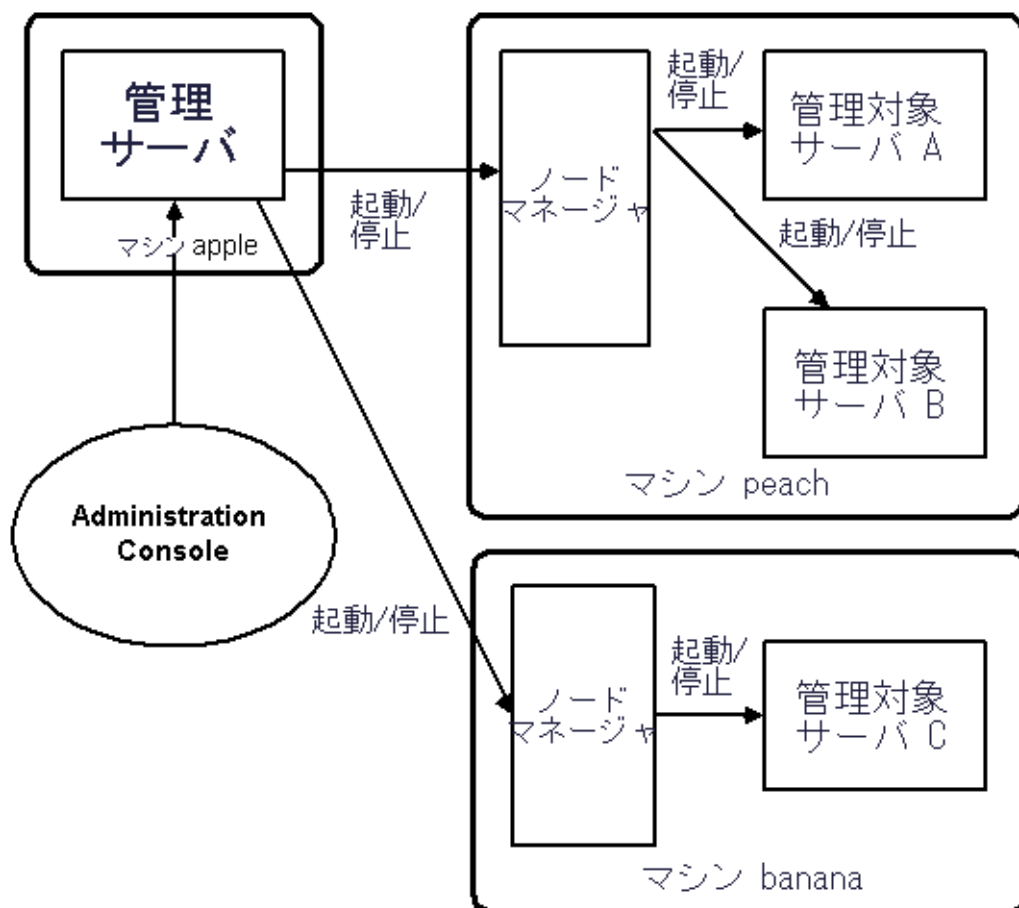 管理
サーバ
マシン apple
Administration
Console
起動/
停止
ノード
マネージャ
起動/
停止
管理対象
サーバ A
起動/停止
管理対象
サーバ B
マシン peach
起動/停止
ノード
マネージャ
起動/
停止
管理対象
サーバ C
マシン banana